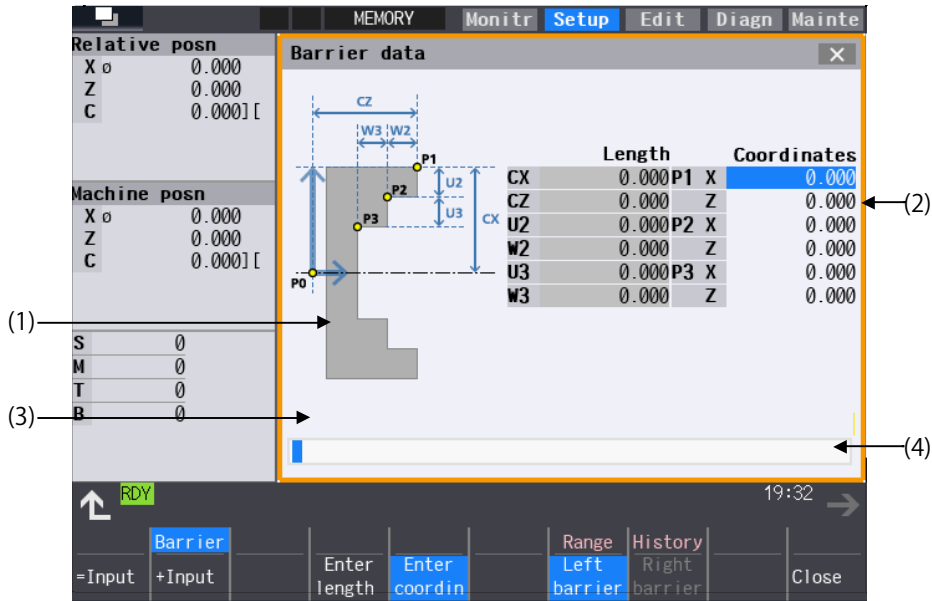 MEMORY Monitr Setup Edit Diagn Mainte
Relative posn
X ø 0.000
Z 0.000
C 0.000][
Machine posn
X ø 0.000
Z 0.000
C 0.000][
S 0
M 0
T 0
B 0
Barrier data
CZ
W3 W2
P1
U2
P2
U3
P3
CX
P0
Length Coordinates
CX 0.000 P1 X 0.000
CZ 0.000 Z 0.000
U2 0.000 P2 X 0.000
W2 0.000 Z 0.000
U3 0.000 P3 X 0.000
W3 0.000 Z 0.000
(1)
(2)
(3)
(4)
RDY
19:32
Barrier Range History
=Input +Input Enter length Enter coordin Left barrier Right barrier Close